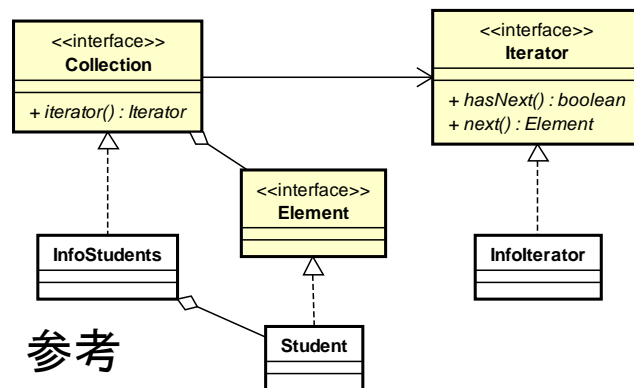 <<interface>>
Collection
+ iterator() : Iterator
<<interface>>
Iterator
+ hasNext() : boolean
+ next() : Element
<<interface>>
Element
InfoStudents
InfoIterator
Student
参考